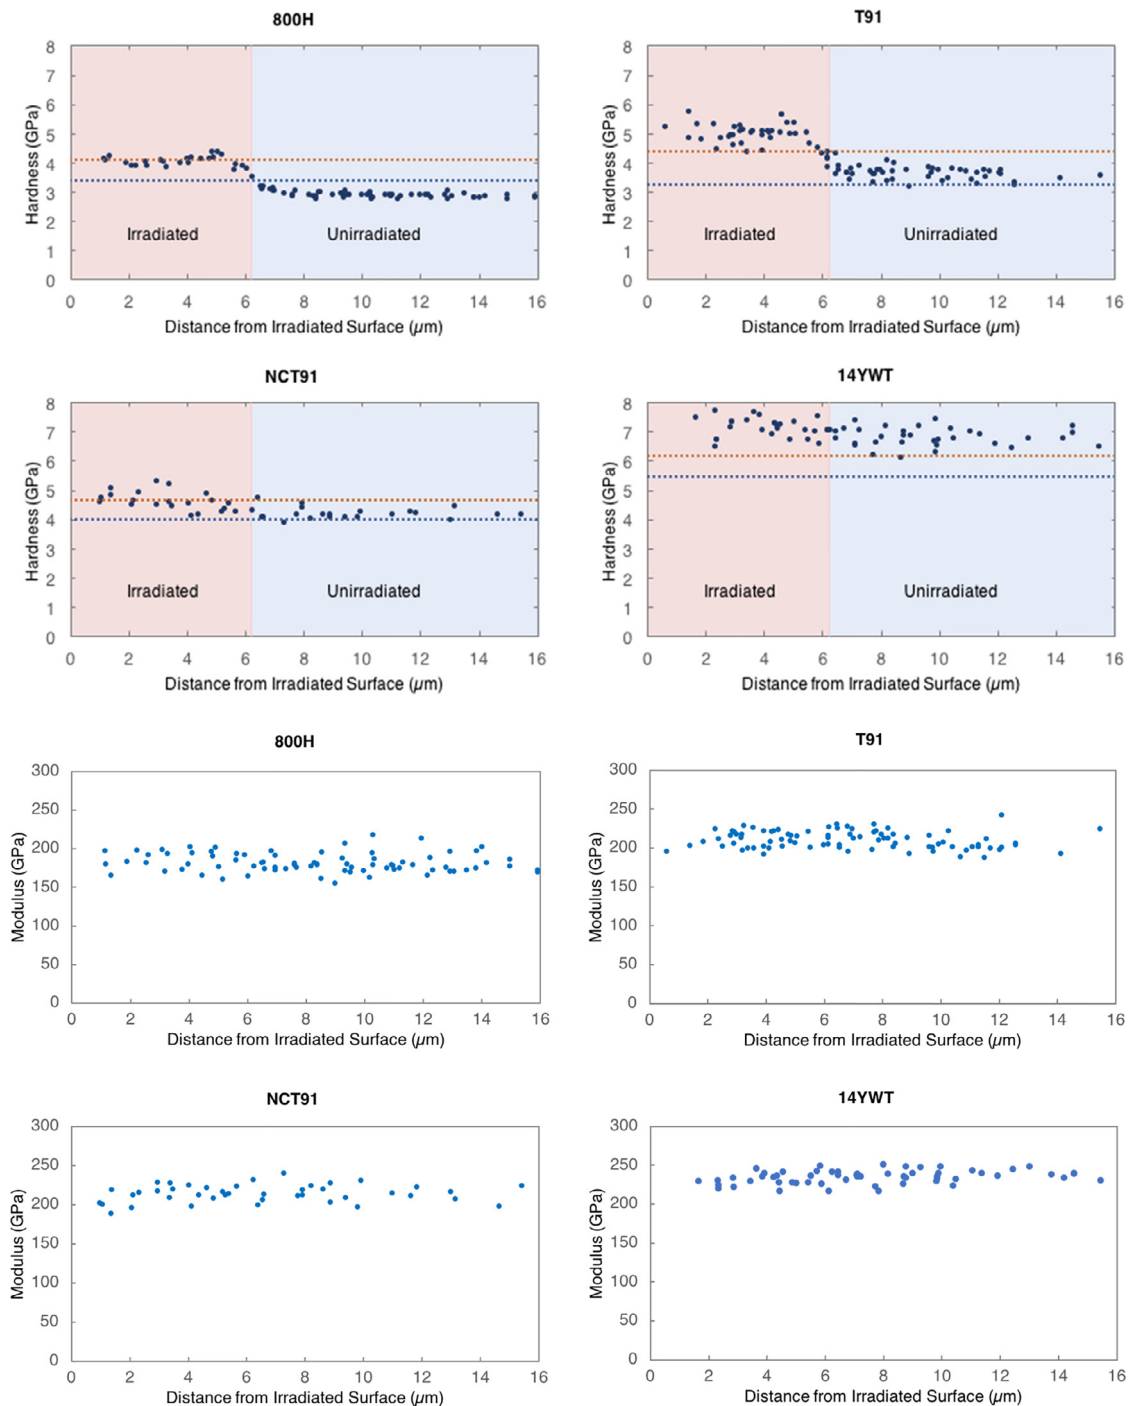 800H
8
7
6
5
4
3
2
1
0
Hardness (GPa)
Irradiated
Unirradiated
0 2 4 6 8 10 12 14 16
Distance from Irradiated Surface (µm)
T91
8
7
6
5
4
3
2
1
0
Hardness (GPa)
Irradiated
Unirradiated
0 2 4 6 8 10 12 14 16
Distance from Irradiated Surface (µm)
NCT91
8
7
6
5
4
3
2
1
0
Hardness (GPa)
Irradiated
Unirradiated
0 2 4 6 8 10 12 14 16
Distance from Irradiated Surface (µm)
14YWT
8
7
6
5
4
3
2
1
0
Hardness (GPa)
Irradiated
Unirradiated
0 2 4 6 8 10 12 14 16
Distance from Irradiated Surface (µm)
800H
300
250
200
150
100
50
0
Modulus (GPa)
0 2 4 6 8 10 12 14 16
Distance from Irradiated Surface (µm)
T91
300
250
200
150
100
50
0
Modulus (GPa)
0 2 4 6 8 10 12 14 16
Distance from Irradiated Surface (µm)
NCT91
300
250
200
150
100
50
0
Modulus (GPa)
0 2 4 6 8 10 12 14 16
Distance from Irradiated Surface (µm)
14YWT
300
250
200
150
100
50
0
Modulus (GPa)
0 2 4 6 8 10 12 14 16
Distance from Irradiated Surface (µm)